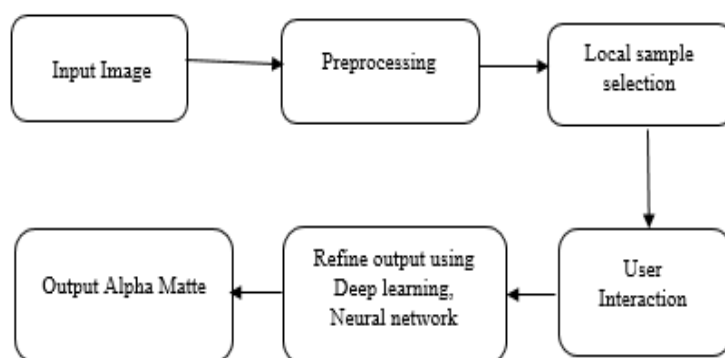 Input Image
Preprocessing
Local sample
selection
User
Interaction
Refine output using
Deep learning,
Neural network
Output Alpha Matte